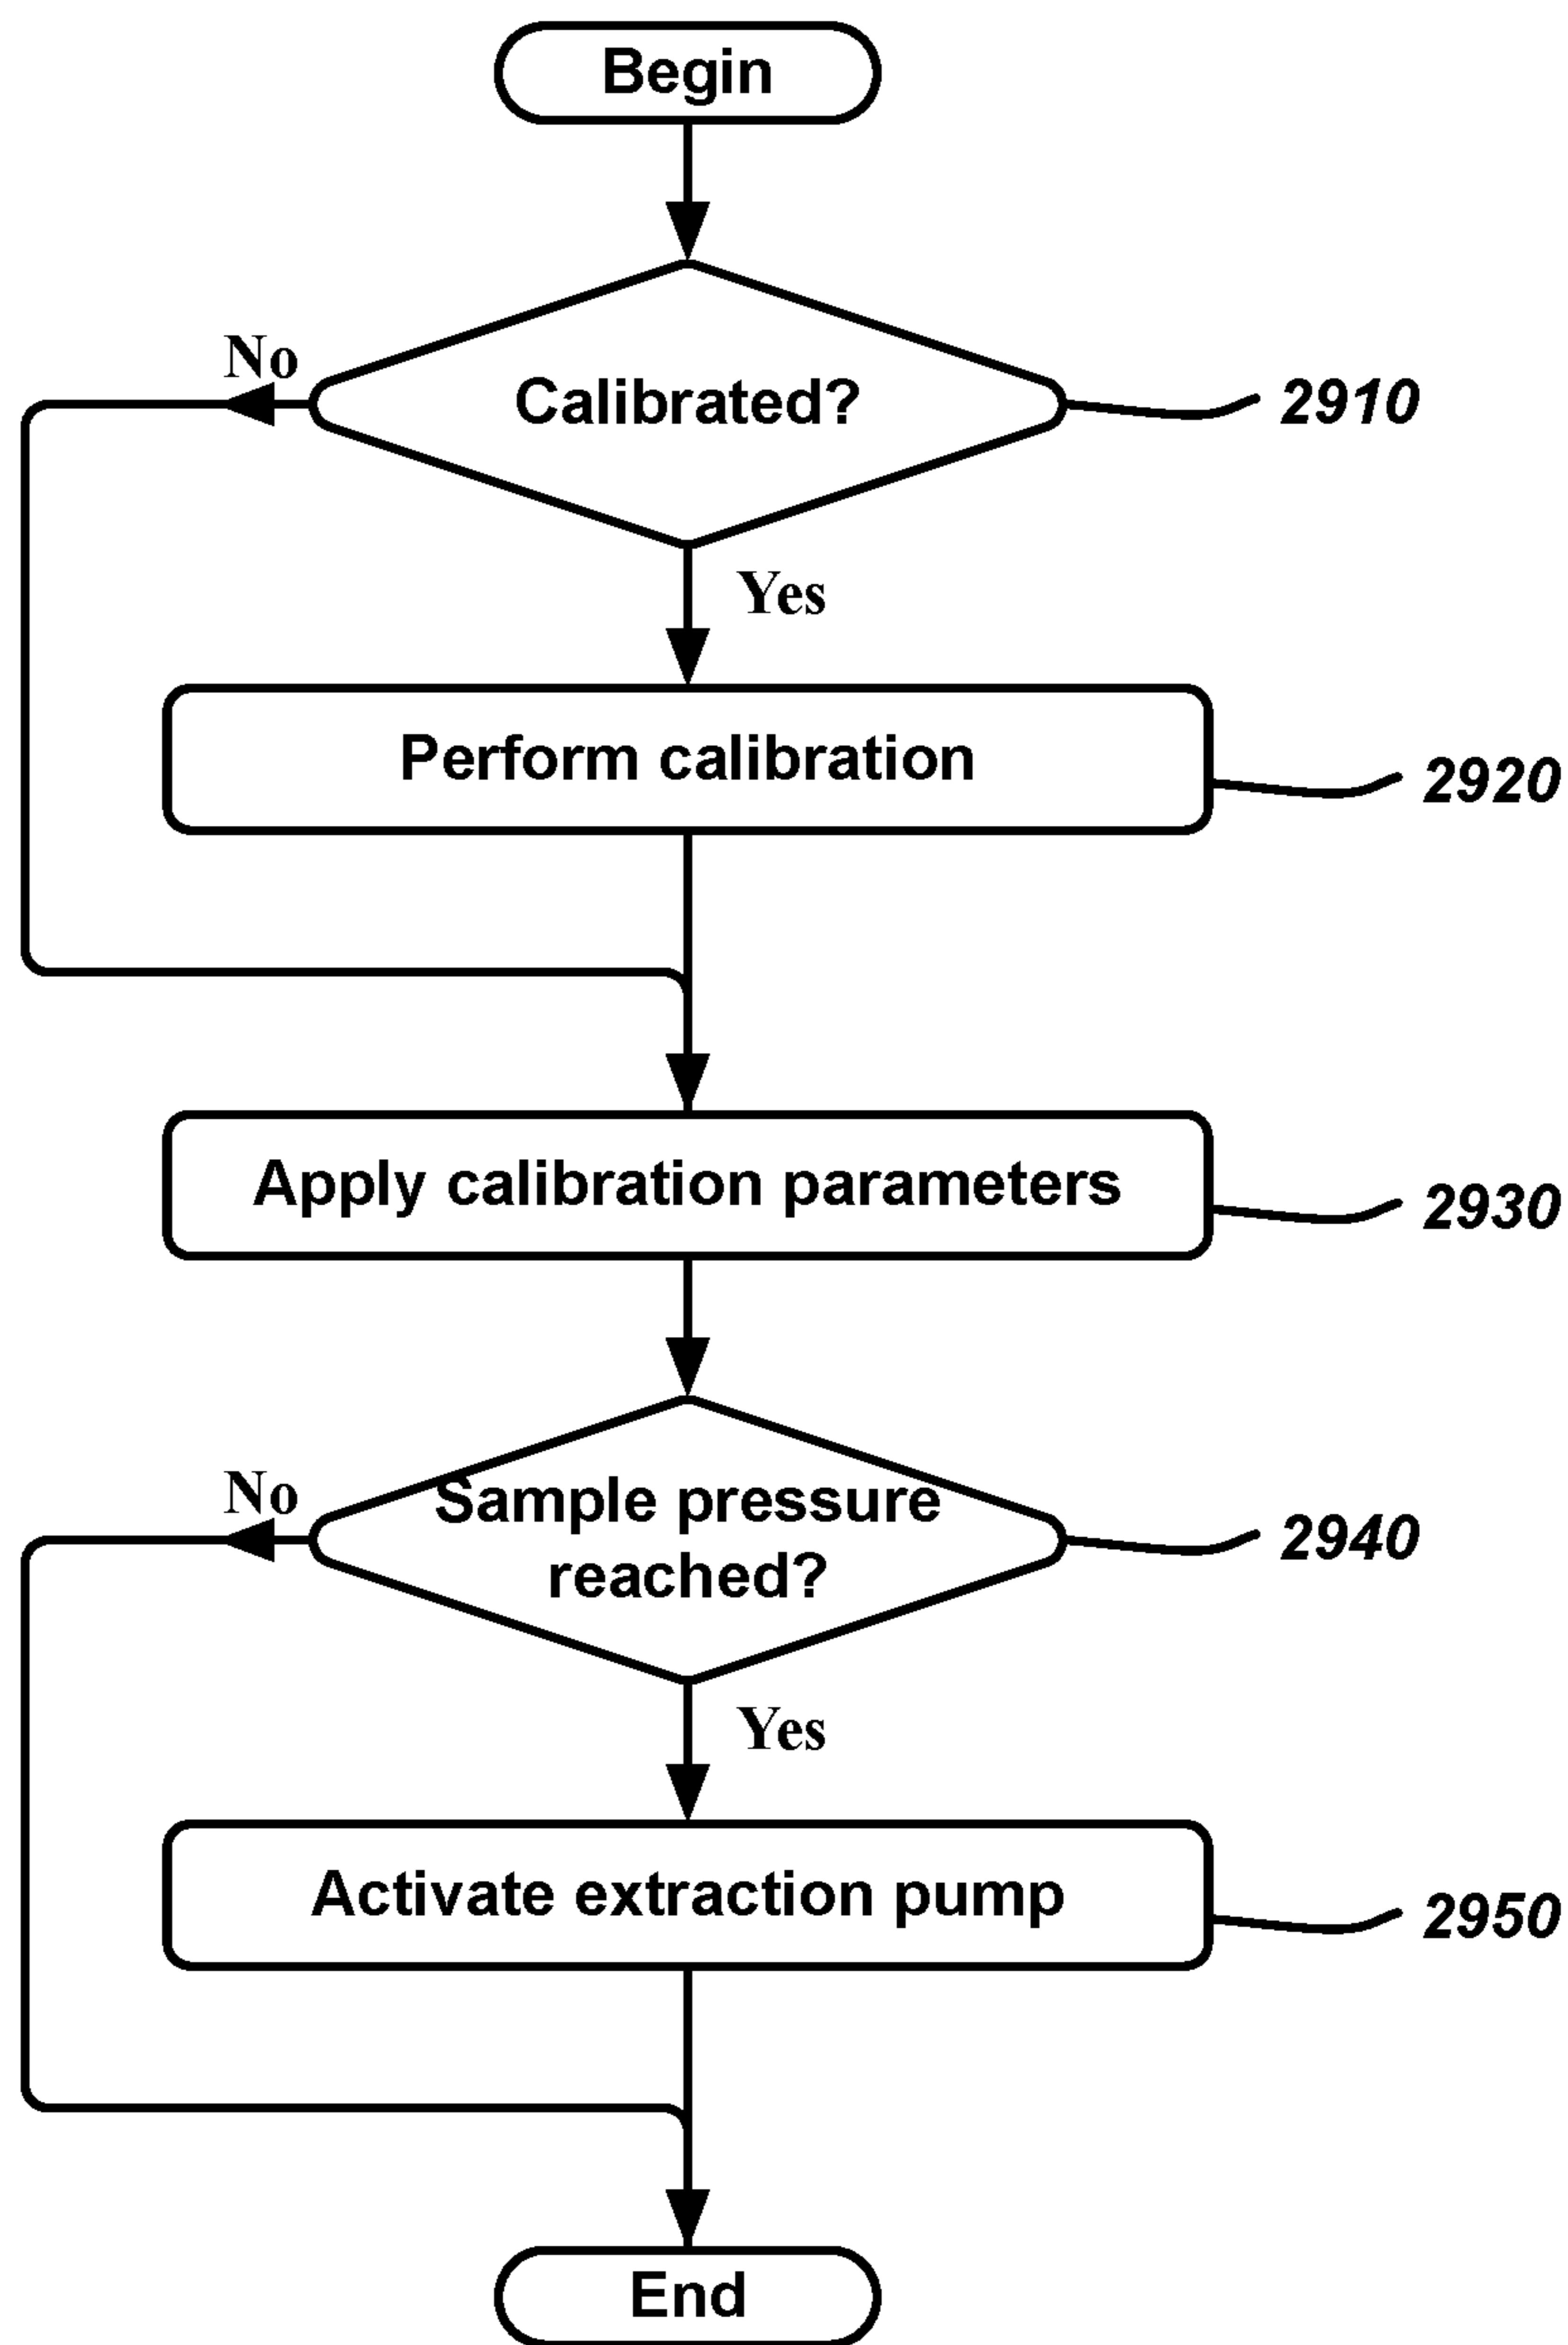 Begin
No
Calibrated?
2910
Yes
Perform calibration
2920
Apply calibration parameters
2930
No
Sample pressure
reached?
2940
Yes
Activate extraction pump
2950
End